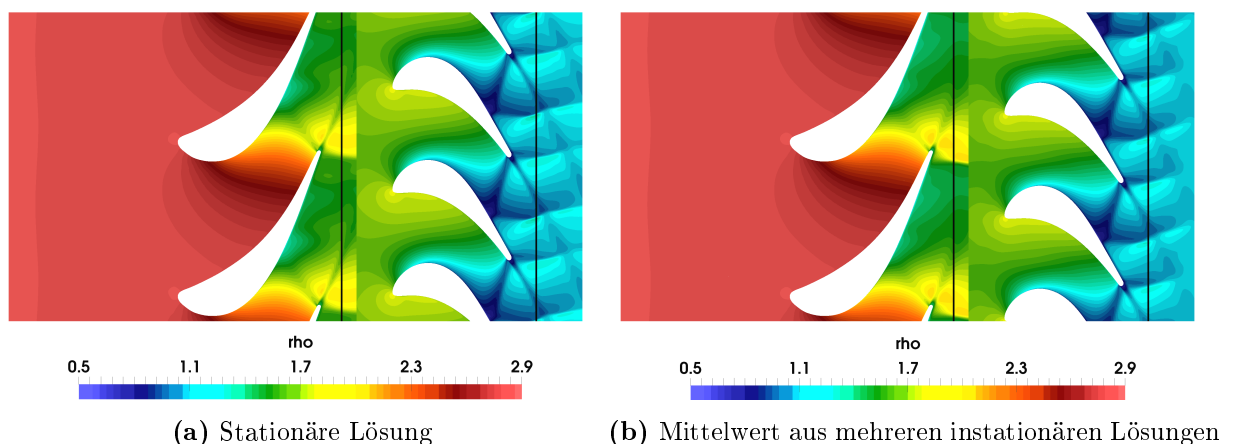 rho
0.5 1.1 1.7 2.3 2.9
(a) Stationäre Lösung
rho
0.5 1.1 1.7 2.3 2.9
(b) Mittelwert aus mehreren instationären Lösungen